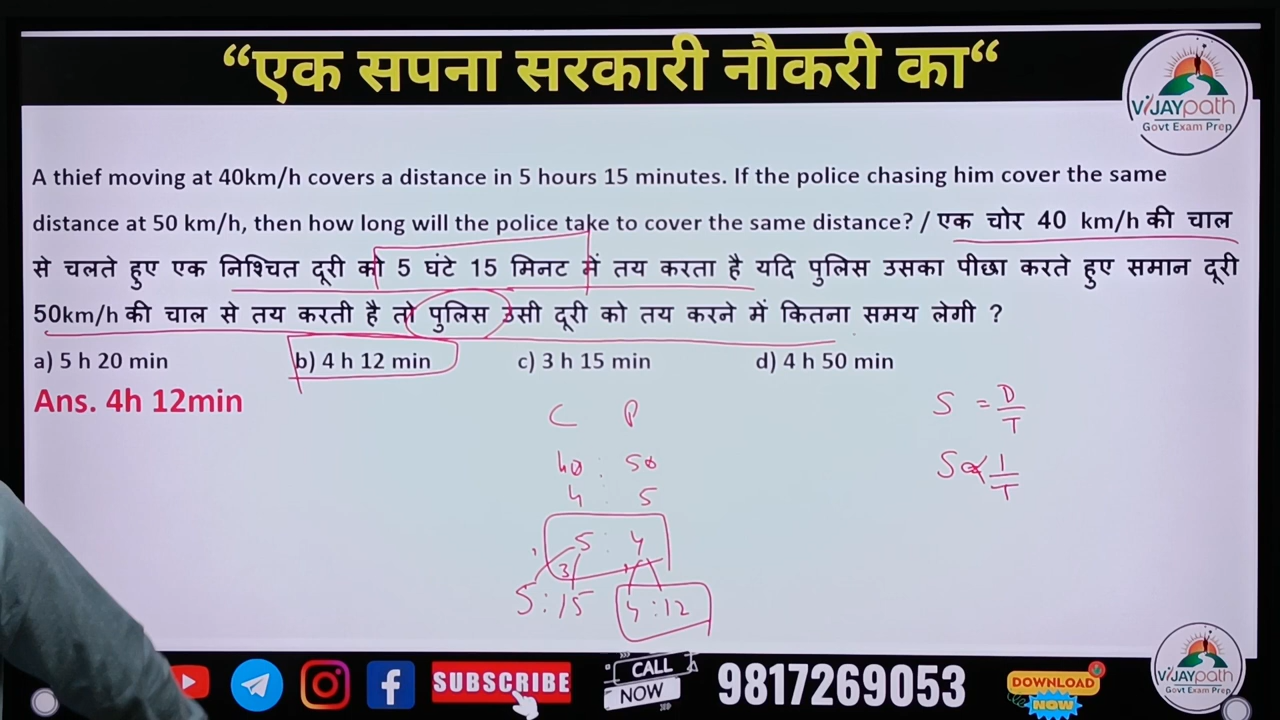 “एक सपना सरकारी नौकरी का“
ViJAYpath
Govt Exam Prep
A thief moving at 40km/h covers a distance in 5 hours 15 minutes. If the police chasing him cover the same
distance at 50 km/h, then how long will the police take to cover the same distance? / एक चोर 40 km/h की चाल
से चलते हुए एक निश्चित दूरी को 5 घंटे 15 मिनट में तय करता है यदि पुलिस उसका पीछा करते हुए समान दूरी
50km/h की चाल से तय करती है तो पुलिस उसी दूरी को तय करने में कितना समय लेगी ?
a) 5 h 20 min b) 4 h 12 min c) 3 h 15 min d) 4 h 50 min
Ans. 4h 12min
C P
40 : 50
4 : 5
5 : 4
3
5 : 15 4 : 12
S = D/T
S ∝ 1/T
SUBSCRIBE
CALL
NOW
9817269053
DOWNLOAD
NOW
ViJAYpath
Govt Exam Prep